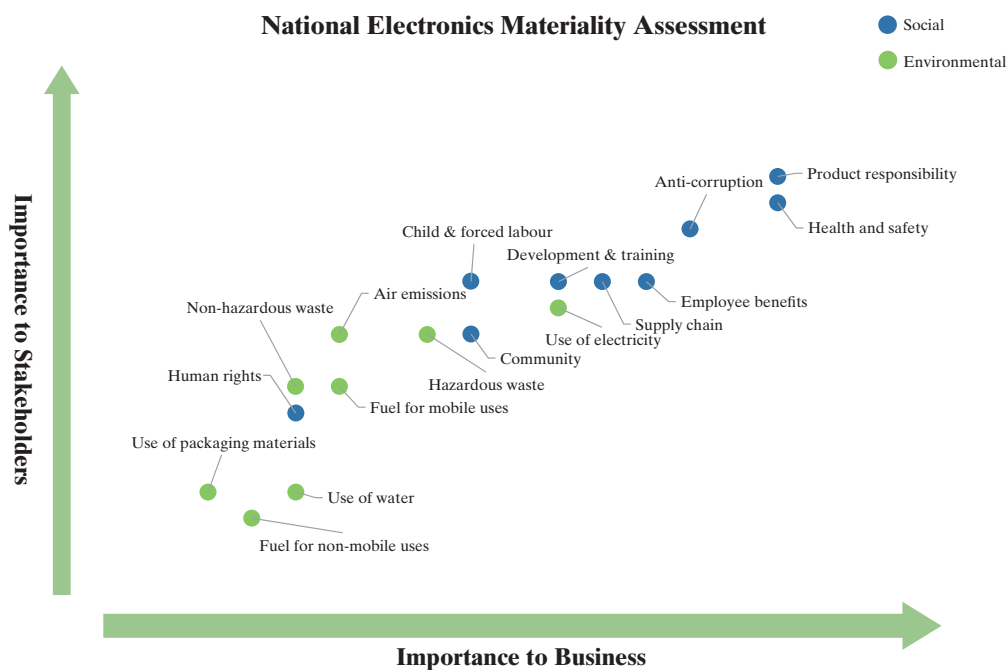 National Electronics Materiality Assessment
Social
Environmental
Importance to Stakeholders
Product responsibility
Anti-corruption
Health and safety
Child & forced labour
Development & training
Air emissions
Employee benefits
Non-hazardous waste
Supply chain
Use of electricity
Community
Human rights
Hazardous waste
Fuel for mobile uses
Use of packaging materials
Use of water
Fuel for non-mobile uses
Importance to Business